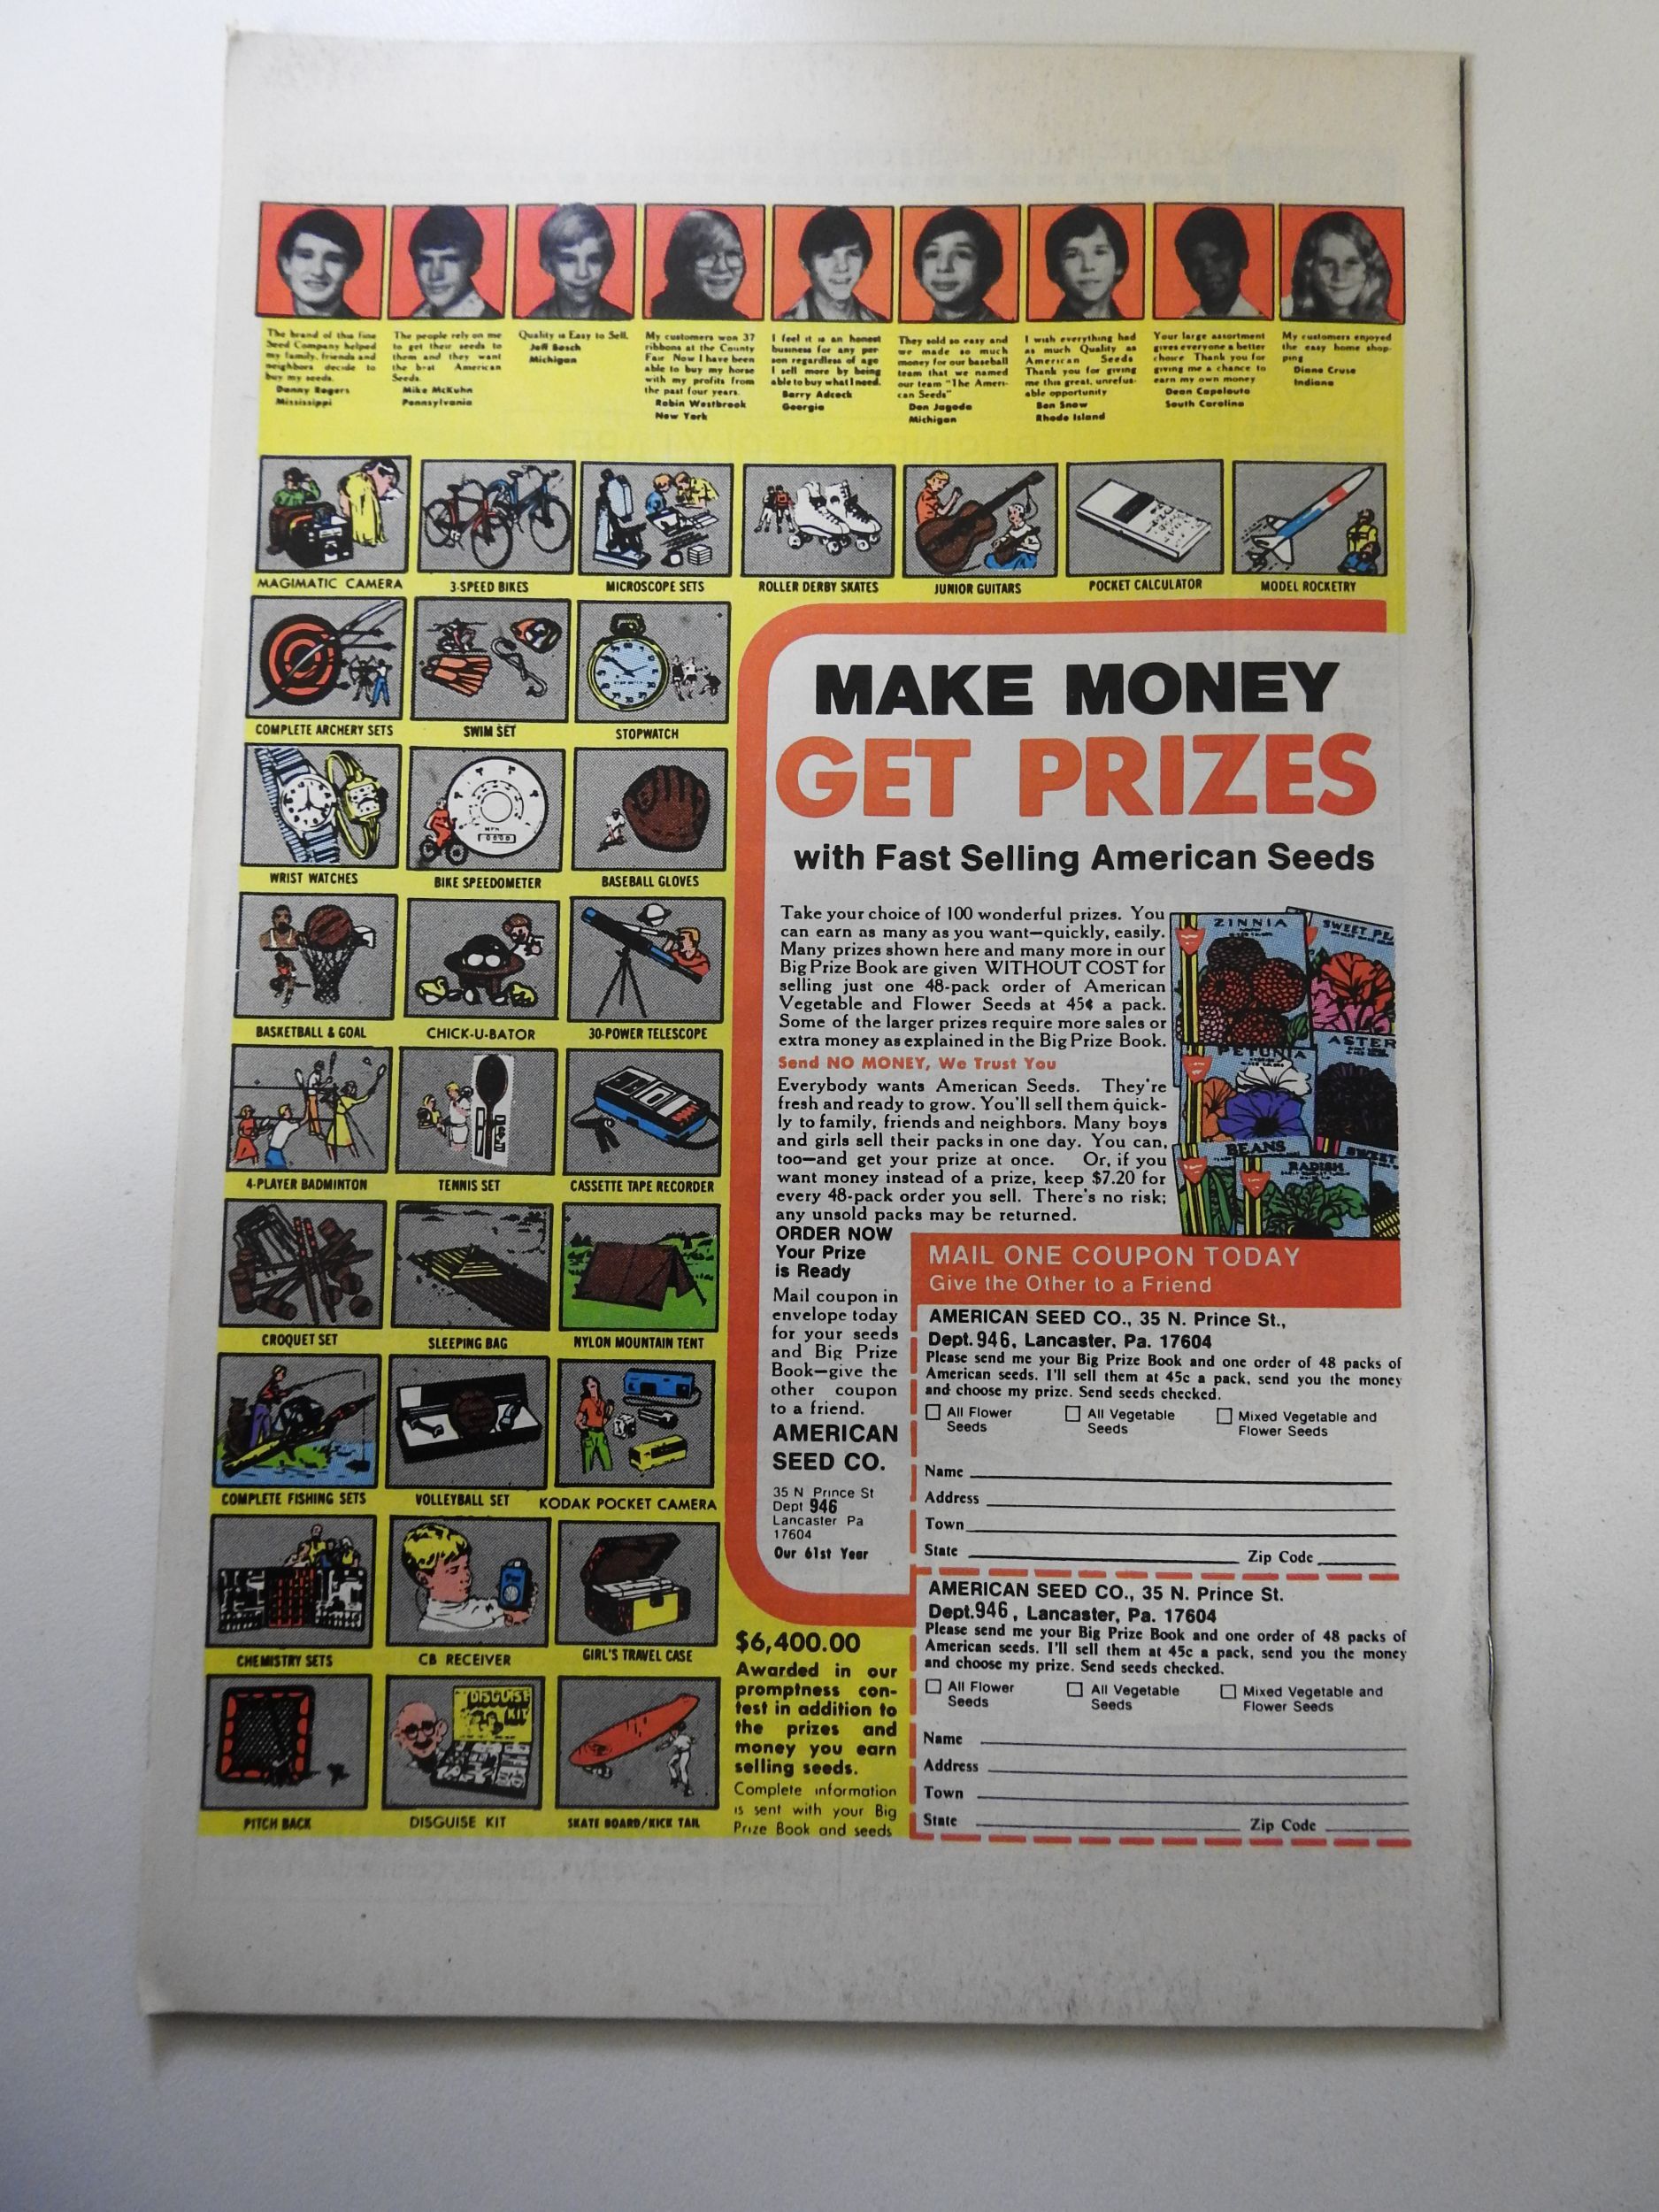 The brand of this fine
Seed Company helped
my family, friends and
neighbors decide to
buy my seeds.
Danny Rogers
Mississippi
The people rely on me
to get their seeds to
them and they want
the best American
Seeds.
Mike McKuhn
Pennsylvania
Quality is Easy to Sell.
Jeff Bosch
Michigan
My customers won 37
ribbons at the County
Fair Now I have been
able to buy my horse
with my profits from
the past four years.
Robin Westbrook
New York
I feel it is an honest
business for any per-
son regardless of age
I sell more by being
able to buy what I need.
Barry Adcock
Georgia
They sold so easy and
we made so much
money for our baseball
team that we named
our team "The Ameri-
can Seeds"
Don Jagoda
Michigan
I wish everything had
as much Quality as
American Seeds
Thank you for giving
me this great, unrefus-
able opportunity
Ben Snow
Rhode Island
Your large assortment
gives everyone a better
choice Thank you for
giving me a chance to
earn my own money
Dean Capelouto
South Carolina
My customers enjoyed
the easy home shop-
ping
Diana Cruse
Indiana
MAGIMATIC CAMERA
3-SPEED BIKES
MICROSCOPE SETS
ROLLER DERBY SKATES
JUNIOR GUITARS
POCKET CALCULATOR
MODEL ROCKETRY
COMPLETE ARCHERY SETS
SWIM SET
STOPWATCH
WRIST WATCHES
BIKE SPEEDOMETER
BASEBALL GLOVES
BASKETBALL & GOAL
CHICK-U-BATOR
30-POWER TELESCOPE
4-PLAYER BADMINTON
TENNIS SET
CASSETTE TAPE RECORDER
CROQUET SET
SLEEPING BAG
NYLON MOUNTAIN TENT
COMPLETE FISHING SETS
VOLLEYBALL SET
KODAK POCKET CAMERA
CHEMISTRY SETS
CB RECEIVER
GIRL'S TRAVEL CASE
DISGUISE
KIT
PITCH BACK
DISGUISE KIT
SKATE BOARD/KICK TAIL
MAKE MONEY
GET PRIZES
with Fast Selling American Seeds
Take your choice of 100 wonderful prizes. You
can earn as many as you want—quickly, easily.
Many prizes shown here and many more in our
Big Prize Book are given WITHOUT COST for
selling just one 48-pack order of American
Vegetable and Flower Seeds at 45¢ a pack.
Some of the larger prizes require more sales or
extra money as explained in the Big Prize Book.
Send NO MONEY, We Trust You
Everybody wants American Seeds. They're
fresh and ready to grow. You'll sell them quick-
ly to family, friends and neighbors. Many boys
and girls sell their packs in one day. You can,
too—and get your prize at once. Or, if you
want money instead of a prize, keep $7.20 for
every 48-pack order you sell. There's no risk;
any unsold packs may be returned.
ZINNIA
SWEET PE
ASTER
PETUNIA
BEANS
RADISH
SWEET
ORDER NOW
Your Prize
is Ready
Mail coupon in
envelope today
for your seeds
and Big Prize
Book—give the
other coupon
to a friend.
AMERICAN
SEED CO.
35 N Prince St
Dept 946
Lancaster Pa
17604
Our 61st Year
MAIL ONE COUPON TODAY
Give the Other to a Friend
AMERICAN SEED CO., 35 N. Prince St.,
Dept. 946, Lancaster, Pa. 17604
Please send me your Big Prize Book and one order of 48 packs of
American seeds. I'll sell them at 45c a pack, send you the money
and choose my prize. Send seeds checked.
All Flower
Seeds
All Vegetable
Seeds
Mixed Vegetable and
Flower Seeds
Name
Address
Town
State Zip Code
AMERICAN SEED CO., 35 N. Prince St.
Dept. 946, Lancaster, Pa. 17604
Please send me your Big Prize Book and one order of 48 packs of
American seeds. I'll sell them at 45c a pack, send you the money
and choose my prize. Send seeds checked.
All Flower
Seeds
All Vegetable
Seeds
Mixed Vegetable and
Flower Seeds
Name
Address
Town
State Zip Code
$6,400.00
Awarded in our
promptness con-
test in addition to
the prizes and
money you earn
selling seeds.
Complete information
is sent with your Big
Prize Book and seeds